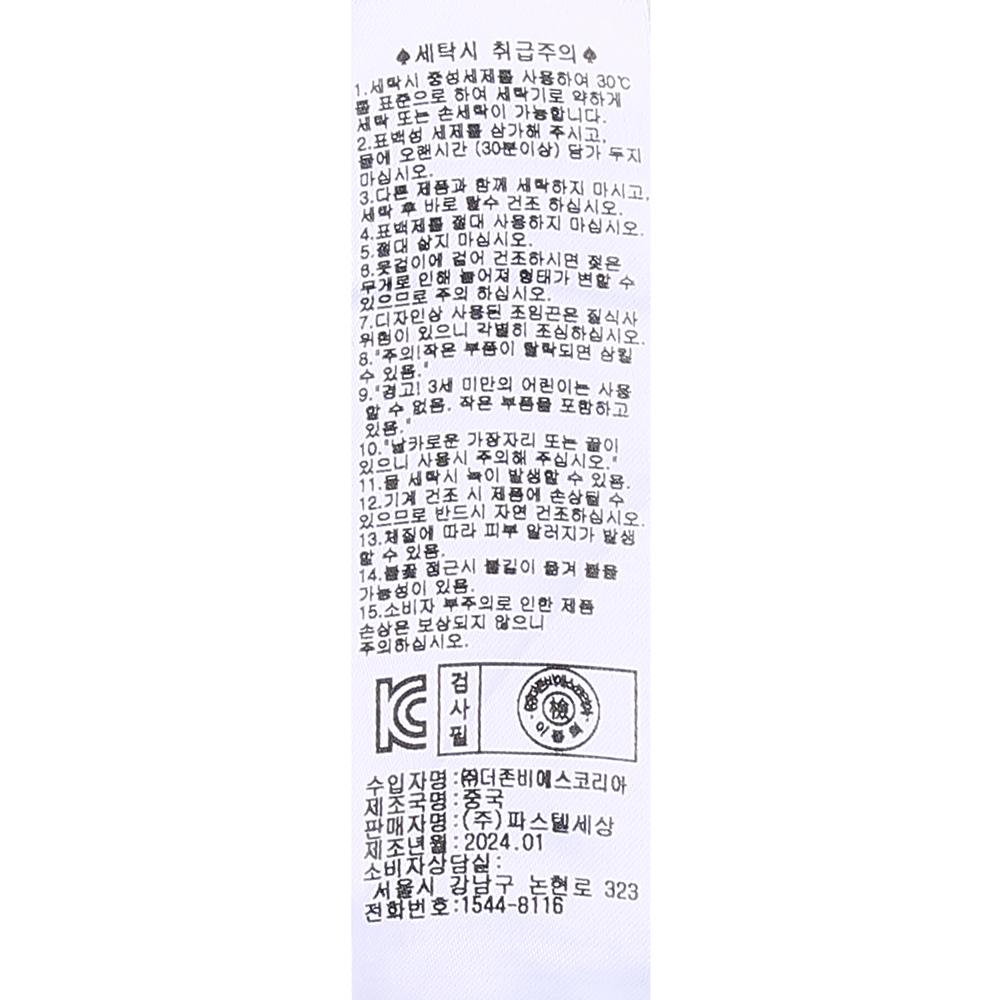 ♠세탁시 취급주의♠
1.세탁시 중성세제를 사용하여 30℃
를 표준으로 하여 세탁기로 약하게
세탁 또는 손세탁이 가능합니다.
2.표백성 세제를 삼가해 주시고,
물에 오랜시간 (30분이상) 담가 두지
마십시오.
3.다른 제품과 함께 세탁하지 마시고,
세탁 후 바로 탈수 건조 하십시오.
4.표백제를 절대 사용하지 마십시오.
5.절대 삶지 마십시오.
6.옷걸이에 걸어 건조하시면 젖은
무게로 인해 늘어져 형태가 변할 수
있으므로 주의 하십시오.
7.디자인상 사용된 조임끈은 질식사
위험이 있으니 각별히 조심하십시오.
8."주의!작은 부품이 탈락되면 삼킬
수 있음."
9."경고! 3세 미만의 어린이는 사용
할 수 없음. 작은 부품을 포함하고
있음."
10."날카로운 가장자리 또는 끝이
있으니 사용시 주의해 주십시오."
11.물 세탁시 녹이 발생할 수 있음.
12.기계 건조 시 제품에 손상될 수
있으므로 반드시 자연 건조하십시오.
13.체질에 따라 피부 알러지가 발생
할 수 있음.
14.불꽃 접근시 불길이 옮겨 붙을
가능성이 있음.
15.소비자 부주의로 인한 제품
손상은 보상되지 않으니
주의하십시오.
KC
검사필
檢
수입자명:㈜더존비에스코리아
제조국명:중국
판매자명:(주)파스텔세상
제조년월:2024.01
소비자상담실:
서울시 강남구 논현로 323
전화번호:1544-8116